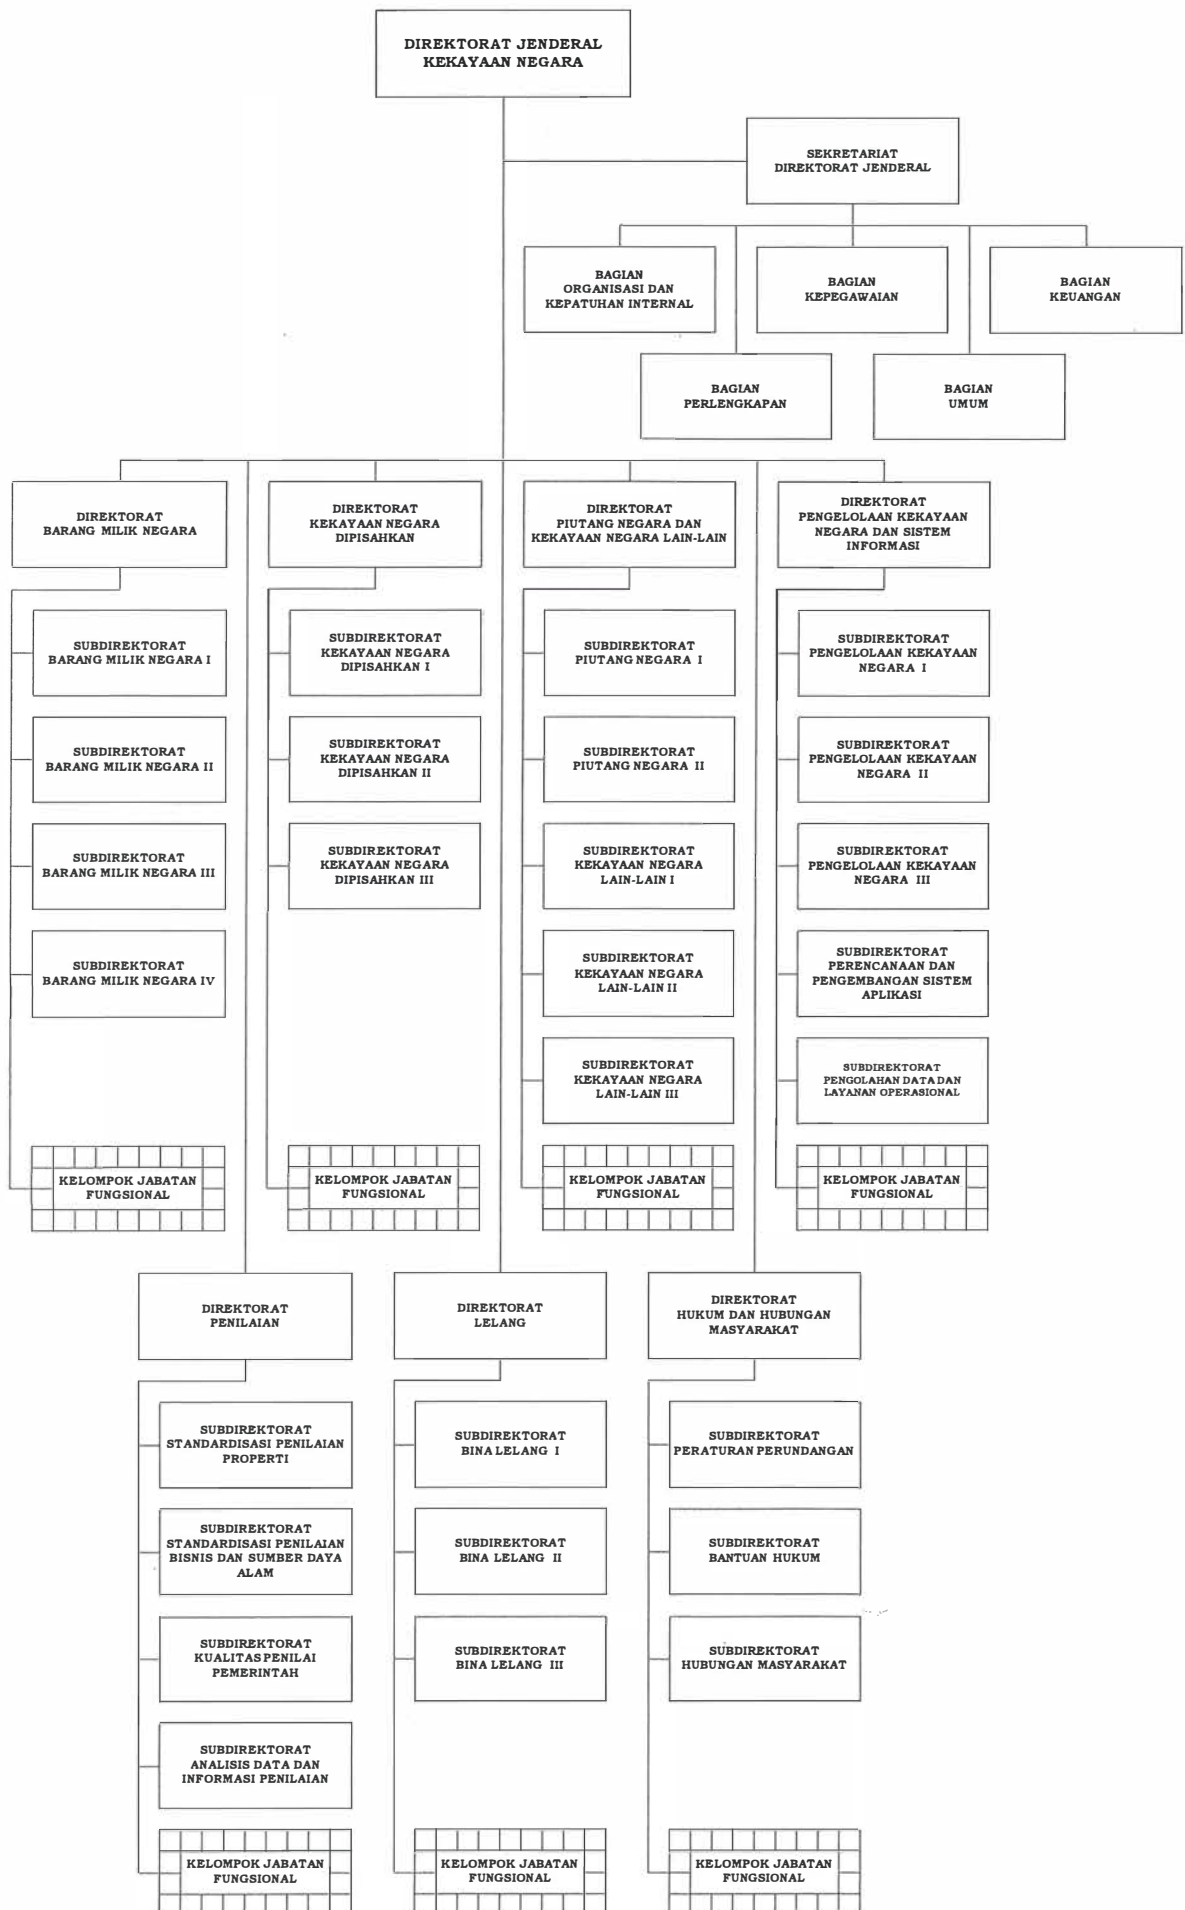 DIREKTORAT JENDERAL
KEKAYAAN NEGARA
SEKRETARIAT
DIREKTORAT JENDERAL
BAGIAN
ORGANISASI DAN
KEPATUHAN INTERNAL
BAGIAN
KEPEGAWAIAN
BAGIAN
KEUANGAN
BAGIAN
PERLENGKAPAN
BAGIAN
UMUM
DIREKTORAT
BARANG MILIK NEGARA
DIREKTORAT
KEKAYAAN NEGARA
DIPISAHKAN
DIREKTORAT
PIUTANG NEGARA DAN
KEKAYAAN NEGARA LAIN-LAIN
DIREKTORAT
PENGELOLAAN KEKAYAAN
NEGARA DAN SISTEM
INFORMASI
SUBDIREKTORAT
BARANG MILIK NEGARA I
SUBDIREKTORAT
KEKAYAAN NEGARA
DIPISAHKAN I
SUBDIREKTORAT
PIUTANG NEGARA I
SUBDIREKTORAT
PENGELOLAAN KEKAYAAN
NEGARA I
SUBDIREKTORAT
BARANG MILIK NEGARA II
SUBDIREKTORAT
KEKAYAAN NEGARA
DIPISAHKAN II
SUBDIREKTORAT
PIUTANG NEGARA II
SUBDIREKTORAT
PENGELOLAAN KEKAYAAN
NEGARA II
SUBDIREKTORAT
BARANG MILIK NEGARA III
SUBDIREKTORAT
KEKAYAAN NEGARA
DIPISAHKAN III
SUBDIREKTORAT
KEKAYAAN NEGARA
LAIN-LAIN I
SUBDIREKTORAT
PENGELOLAAN KEKAYAAN
NEGARA III
SUBDIREKTORAT
BARANG MILIK NEGARA IV
SUBDIREKTORAT
KEKAYAAN NEGARA
LAIN-LAIN II
SUBDIREKTORAT
PERENCANAAN DAN
PENGEMBANGAN SISTEM
APLIKASI
SUBDIREKTORAT
KEKAYAAN NEGARA
LAIN-LAIN III
SUBDIREKTORAT
PENGOLAHAN DATA DAN
LAYANAN OPERASIONAL
KELOMPOK JABATAN
FUNGSIONAL
KELOMPOK JABATAN
FUNGSIONAL
KELOMPOK JABATAN
FUNGSIONAL
KELOMPOK JABATAN
FUNGSIONAL
DIREKTORAT
PENILAIAN
DIREKTORAT
LELANG
DIREKTORAT
HUKUM DAN HUBUNGAN
MASYARAKAT
SUBDIREKTORAT
STANDARDISASI PENILAIAN
PROPERTI
SUBDIREKTORAT
BINA LELANG I
SUBDIREKTORAT
PERATURAN PERUNDANGAN
SUBDIREKTORAT
STANDARDISASI PENILAIAN
BISNIS DAN SUMBER DAYA
ALAM
SUBDIREKTORAT
BINA LELANG II
SUBDIREKTORAT
BANTUAN HUKUM
SUBDIREKTORAT
KUALITAS PENILAI
PEMERINTAH
SUBDIREKTORAT
BINA LELANG III
SUBDIREKTORAT
HUBUNGAN MASYARAKAT
SUBDIREKTORAT
ANALISIS DATA DAN
INFORMASI PENILAIAN
KELOMPOK JABATAN
FUNGSIONAL
KELOMPOK JABATAN
FUNGSIONAL
KELOMPOK JABATAN
FUNGSIONAL